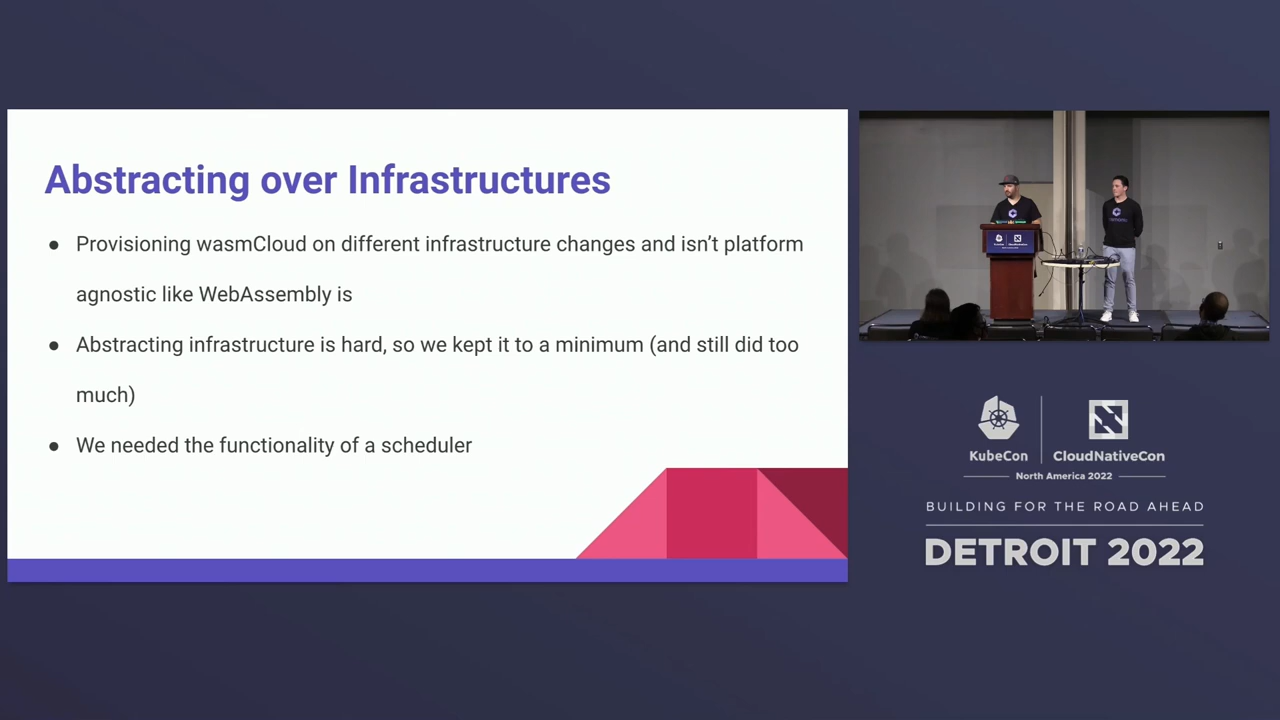 Abstracting over Infrastructures
● Provisioning wasmCloud on different infrastructure changes and isn’t platform
agnostic like WebAssembly is
● Abstracting infrastructure is hard, so we kept it to a minimum (and still did too
much)
● We needed the functionality of a scheduler
KubeCon
CloudNativeCon
North America 2022
BUILDING FOR THE ROAD AHEAD
DETROIT 2022